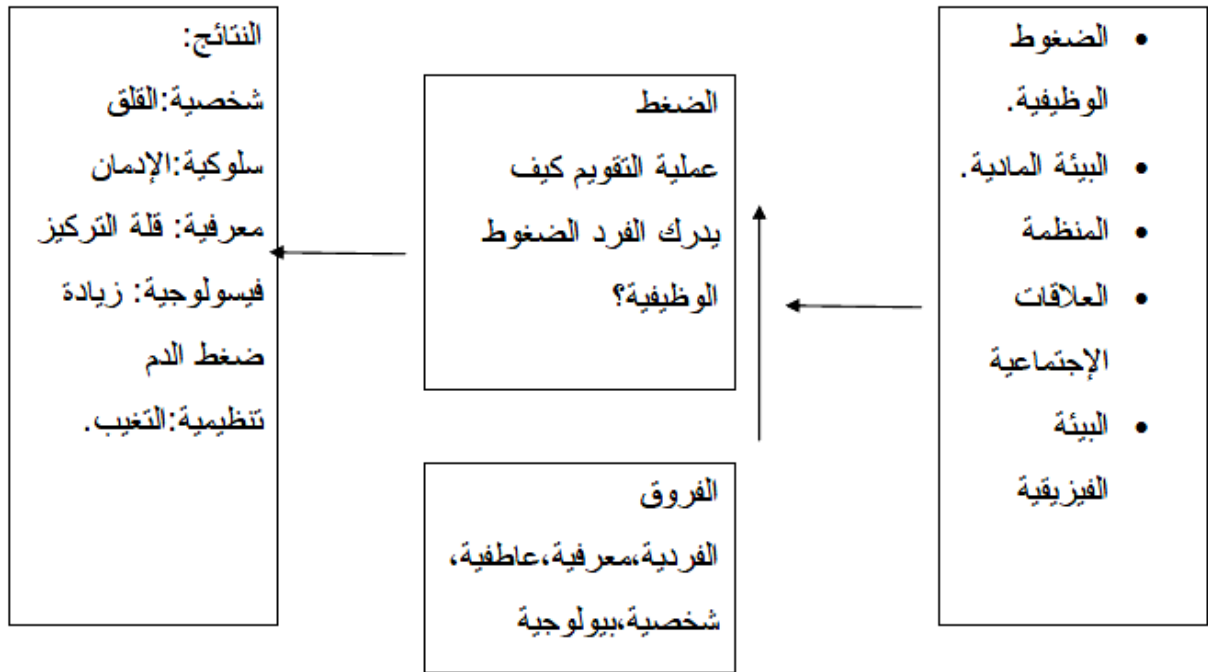 • الضغوط
الوظيفية.
• البيئة المادية.
• المنظمة
• العلاقات
الإجتماعية
• البيئة
الفيزيقية
الضغط
عملية التقويم كيف
يدرك الفرد الضغوط
الوظيفية؟
الفروق
الفردية،معرفية،عاطفية،
شخصية،بيولوجية
النتائج:
شخصية:القلق
سلوكية:الإدمان
معرفية: قلة التركيز
فيسولوجية: زيادة
ضغط الدم
تنظيمية:التغيب.